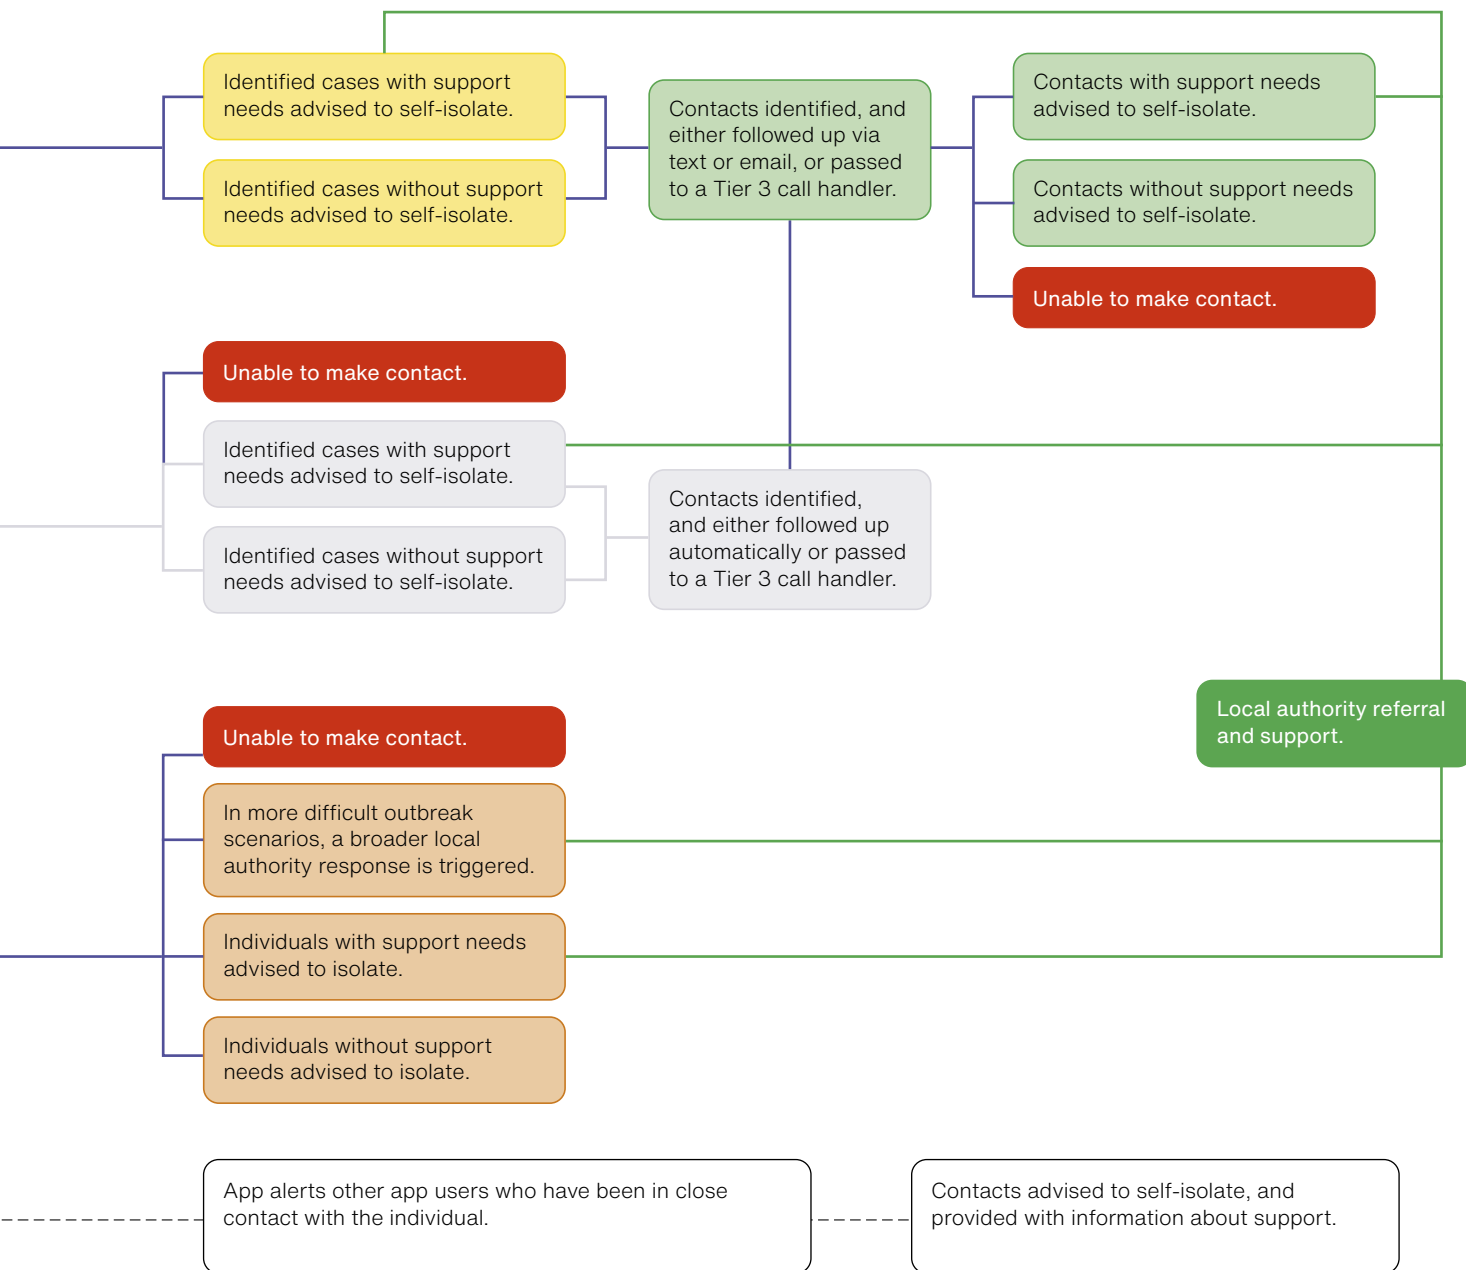 Identified cases with support
needs advised to self-isolate.
Identified cases without support
needs advised to self-isolate.
Contacts identified, and
either followed up via
text or email, or passed
to a Tier 3 call handler.
Contacts with support needs
advised to self-isolate.
Contacts without support needs
advised to self-isolate.
Unable to make contact.
Unable to make contact.
Identified cases with support
needs advised to self-isolate.
Identified cases without support
needs advised to self-isolate.
Contacts identified,
and either followed up
automatically or passed
to a Tier 3 call handler.
Local authority referral
and support.
Unable to make contact.
In more difficult outbreak
scenarios, a broader local
authority response is triggered.
Individuals with support needs
advised to isolate.
Individuals without support
needs advised to isolate.
App alerts other app users who have been in close
contact with the individual.
Contacts advised to self-isolate, and
provided with information about support.